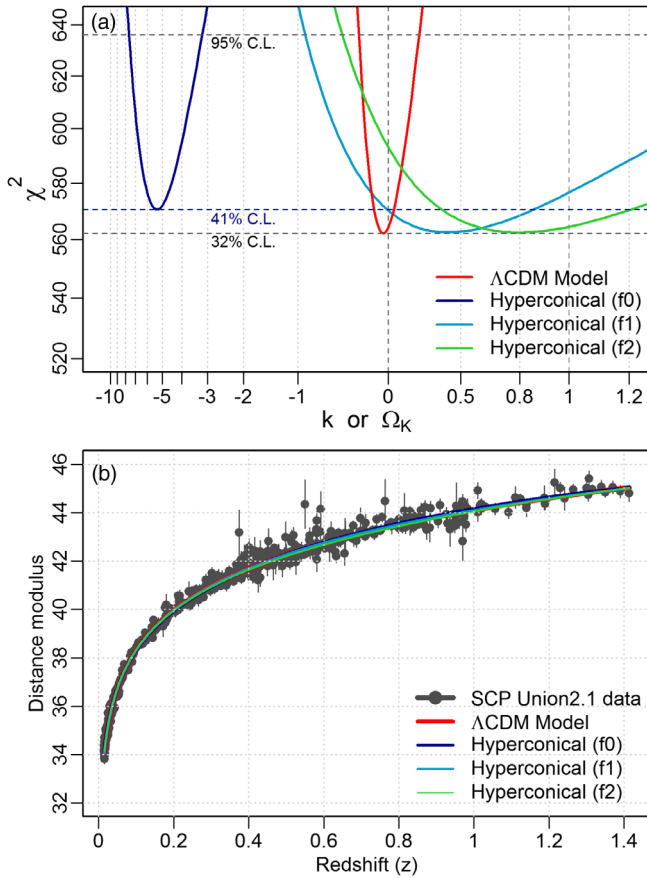 (a)
640
620
600
580
560
540
520
χ²
95% C.L.
41% C.L.
32% C.L.
ΛCDM Model
Hyperconical (f0)
Hyperconical (f1)
Hyperconical (f2)
-10 -5 -3 -2 -1 0 0.5 0.8 1 1.2
k or Ω_K
(b)
46
44
42
40
38
36
34
32
Distance modulus
SCP Union2.1 data
ΛCDM Model
Hyperconical (f0)
Hyperconical (f1)
Hyperconical (f2)
0 0.2 0.4 0.6 0.8 1 1.2 1.4
Redshift (z)